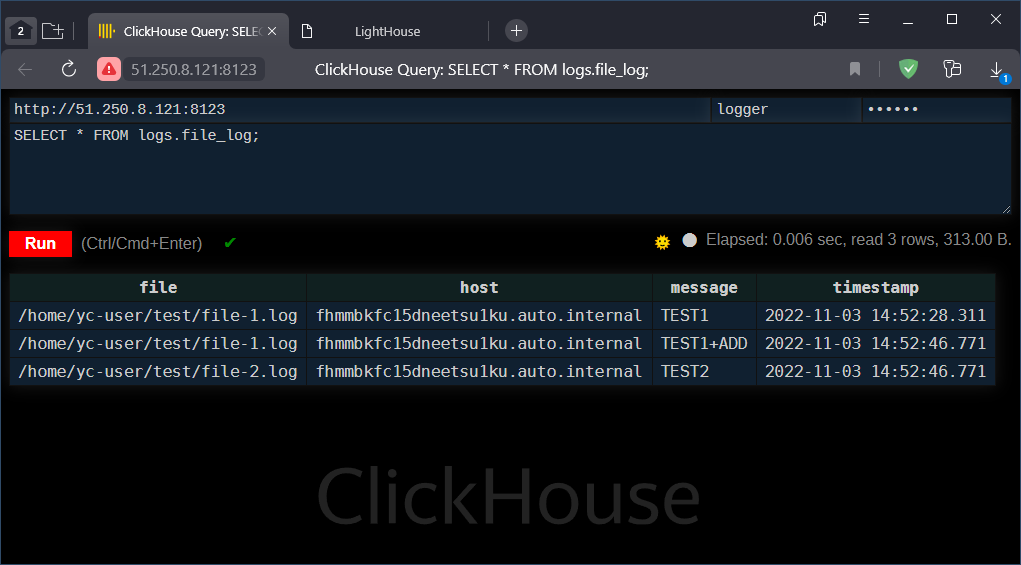 2 ClickHouse Query: SELE LightHouse
51.250.8.121:8123 ClickHouse Query: SELECT * FROM logs.file_log; 1
http://51.250.8.121:8123 logger ••••••
SELECT * FROM logs.file_log;
Run (Ctrl/Cmd+Enter) ✔ Elapsed: 0.006 sec, read 3 rows, 313.00 B.
file host message timestamp
/home/yc-user/test/file-1.log fhmmbkfc15dneetsu1ku.auto.internal TEST1 2022-11-03 14:52:28.311
/home/yc-user/test/file-1.log fhmmbkfc15dneetsu1ku.auto.internal TEST1+ADD 2022-11-03 14:52:46.771
/home/yc-user/test/file-2.log fhmmbkfc15dneetsu1ku.auto.internal TEST2 2022-11-03 14:52:46.771
ClickHouse